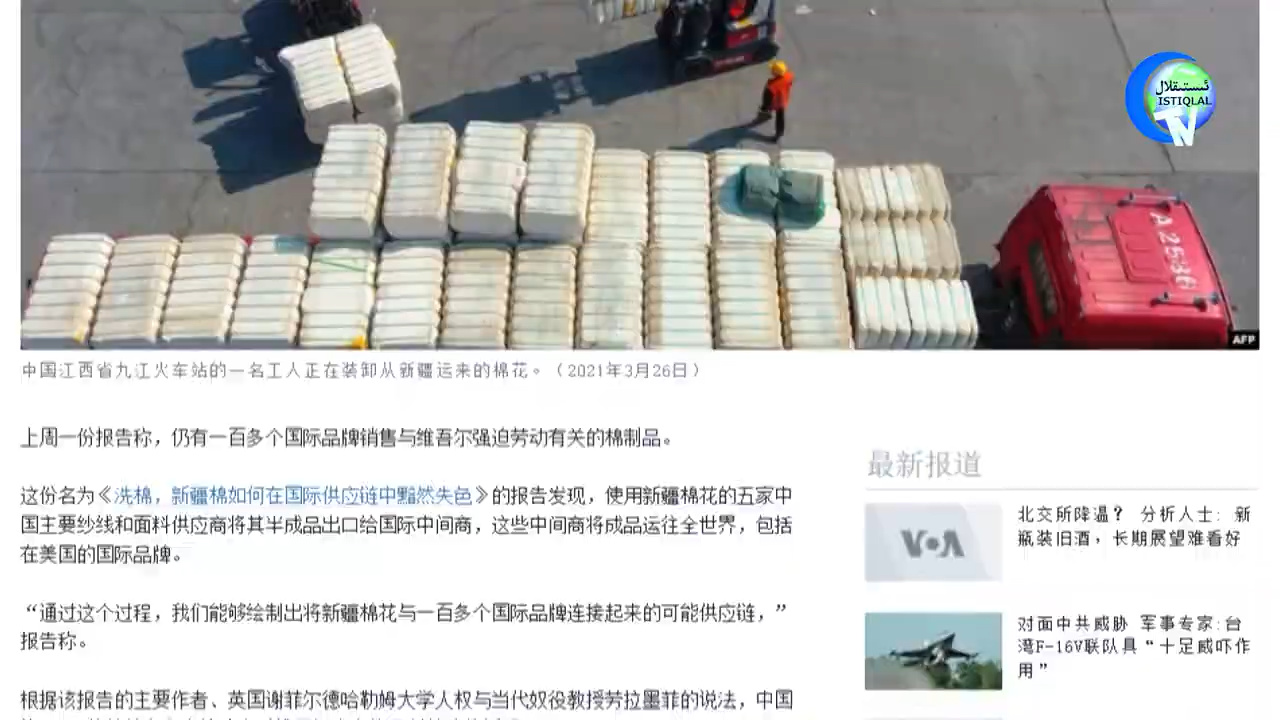 ئىستىقلال
ISTIQLAL
TV
A2536
AFP
中国江西省九江火车站的一名工人正在装卸从新疆运来的棉花。（2021年3月26日）
上周一份报告称，仍有一百多个国际品牌销售与维吾尔强迫劳动有关的棉制品。
这份名为《洗棉，新疆棉如何在国际供应链中黯然失色》的报告发现，使用新疆棉花的五家中
国主要纱线和面料供应商将其半成品出口给国际中间商，这些中间商将成品运往全世界，包括
在美国的国际品牌。
“通过这个过程，我们能够绘制出将新疆棉花与一百多个国际品牌连接起来的可能供应链，”
报告称。
根据该报告的主要作者、英国谢菲尔德哈勒姆大学人权与当代奴役教授劳拉墨菲的说法，中国
最新报道
VOA
北交所降温？ 分析人士: 新
瓶装旧酒，长期展望难看好
对面中共威胁 军事专家:台
湾F-16V联队具“十足威吓作
用”